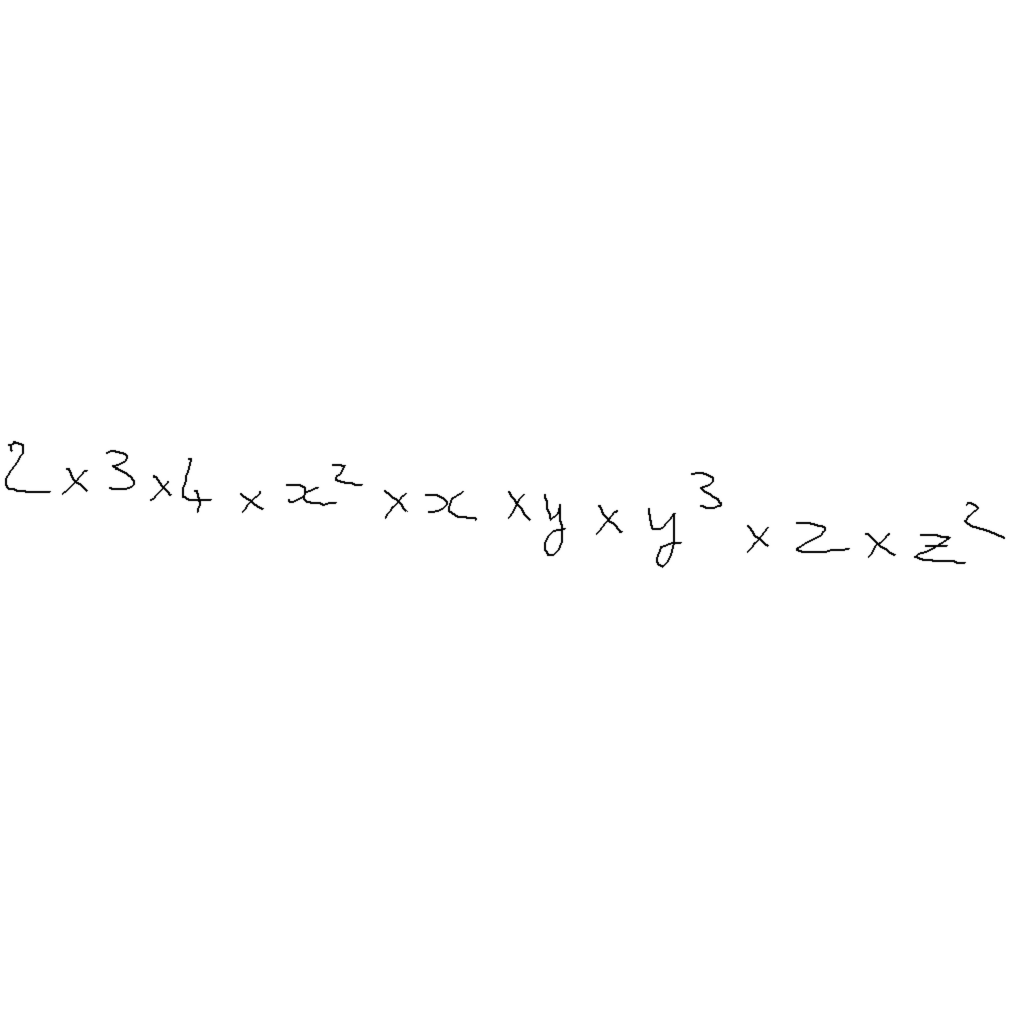 2 × 3 × 4 × x² × x × y × y³ × z × z²